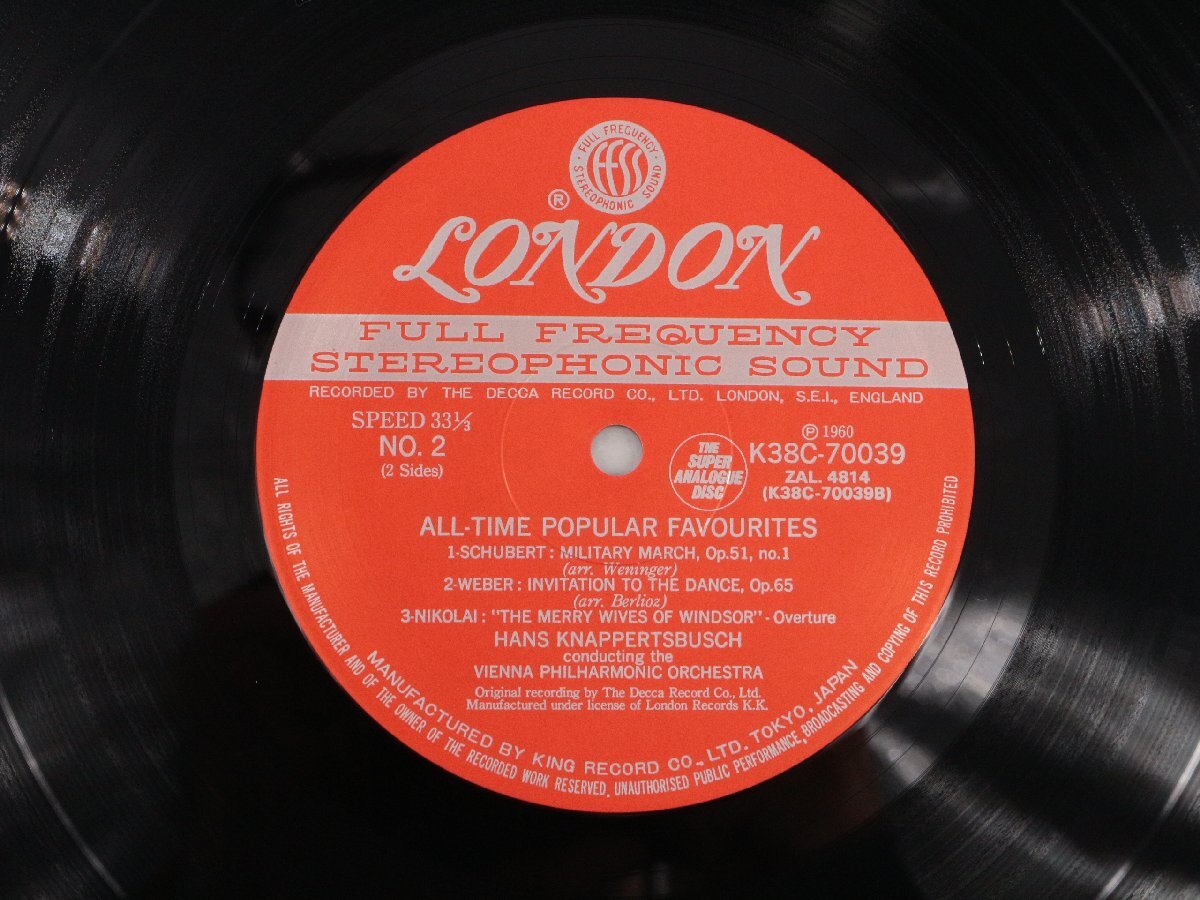 FULL FREQUENCY
FFSS
STEREOPHONIC SOUND
®
LONDON
FULL FREQUENCY
STEREOPHONIC SOUND
RECORDED BY THE DECCA RECORD CO., LTD. LONDON, S.E.I., ENGLAND
SPEED 33⅓
NO. 2
(2 Sides)
THE
SUPER
ANALOGUE
DISC
℗ 1960
K38C-70039
ZAL. 4814
(K38C-70039B)
ALL-TIME POPULAR FAVOURITES
1-SCHUBERT : MILITARY MARCH, Op.51, no.1
(arr. Weninger)
2-WEBER : INVITATION TO THE DANCE, Op.65
(arr. Berlioz)
3-NIKOLAI : "THE MERRY WIVES OF WINDSOR" - Overture
HANS KNAPPERTSBUSCH
conducting the
VIENNA PHILHARMONIC ORCHESTRA
Original recording by The Decca Record Co., Ltd.
Manufactured under license of London Records K.K.
MANUFACTURED BY KING RECORD CO., LTD. TOKYO, JAPAN
ALL RIGHTS OF THE MANUFACTURER AND OF THE OWNER OF THE RECORDED WORK RESERVED. UNAUTHORISED PUBLIC PERFORMANCE, BROADCASTING AND COPYING OF THIS RECORD PROHIBITED